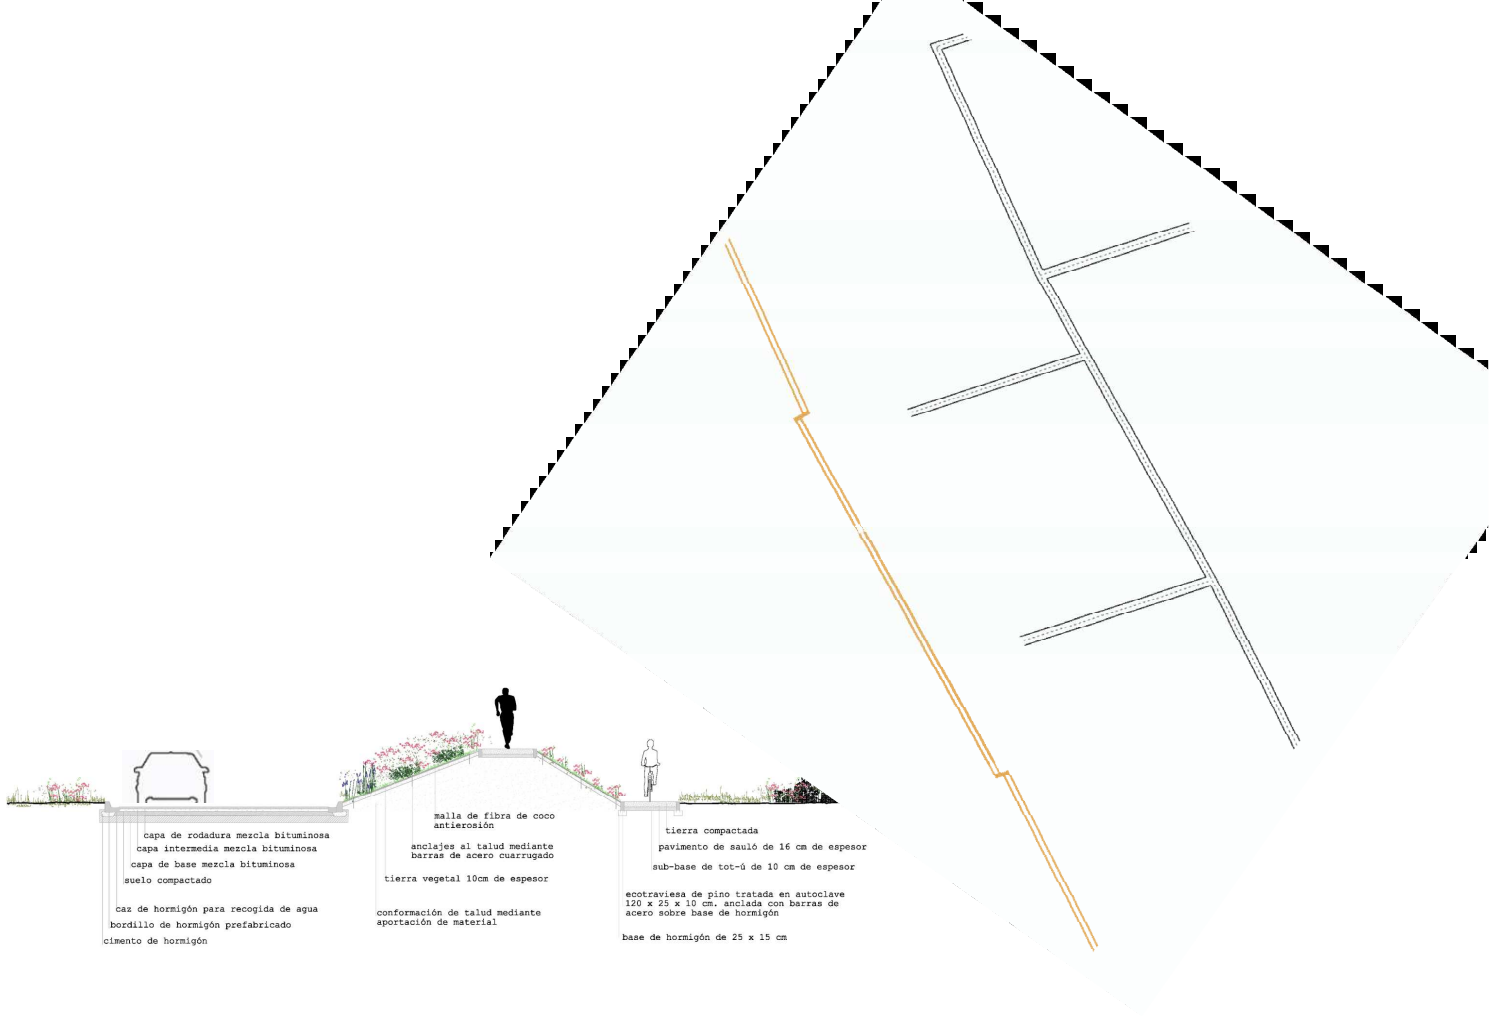 capa de rodadura mezcla bituminosa
capa intermedia mezcla bituminosa
capa de base mezcla bituminosa
suelo compactado
caz de hormigón para recogida de agua
bordillo de hormigón prefabricado
cimento de hormigón
malla de fibra de coco
antierosión
anclajes al talud mediante
barras de acero cuarrugado
tierra vegetal 10cm de espesor
conformación de talud mediante
aportación de material
tierra compactada
pavimento de sauló de 16 cm de espesor
sub-base de tot-ú de 10 cm de espesor
ecotraviesa de pino tratada en autoclave
120 x 25 x 10 cm. anclada con barras de
acero sobre base de hormigón
base de hormigón de 25 x 15 cm